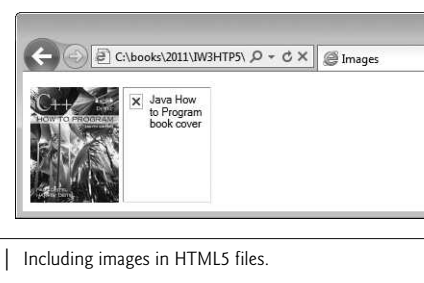 C:\books\2011\IW3HTP5\
Images
C++
HOW TO PROGRAM
Java How
to Program
book cover
| Including images in HTML5 files.